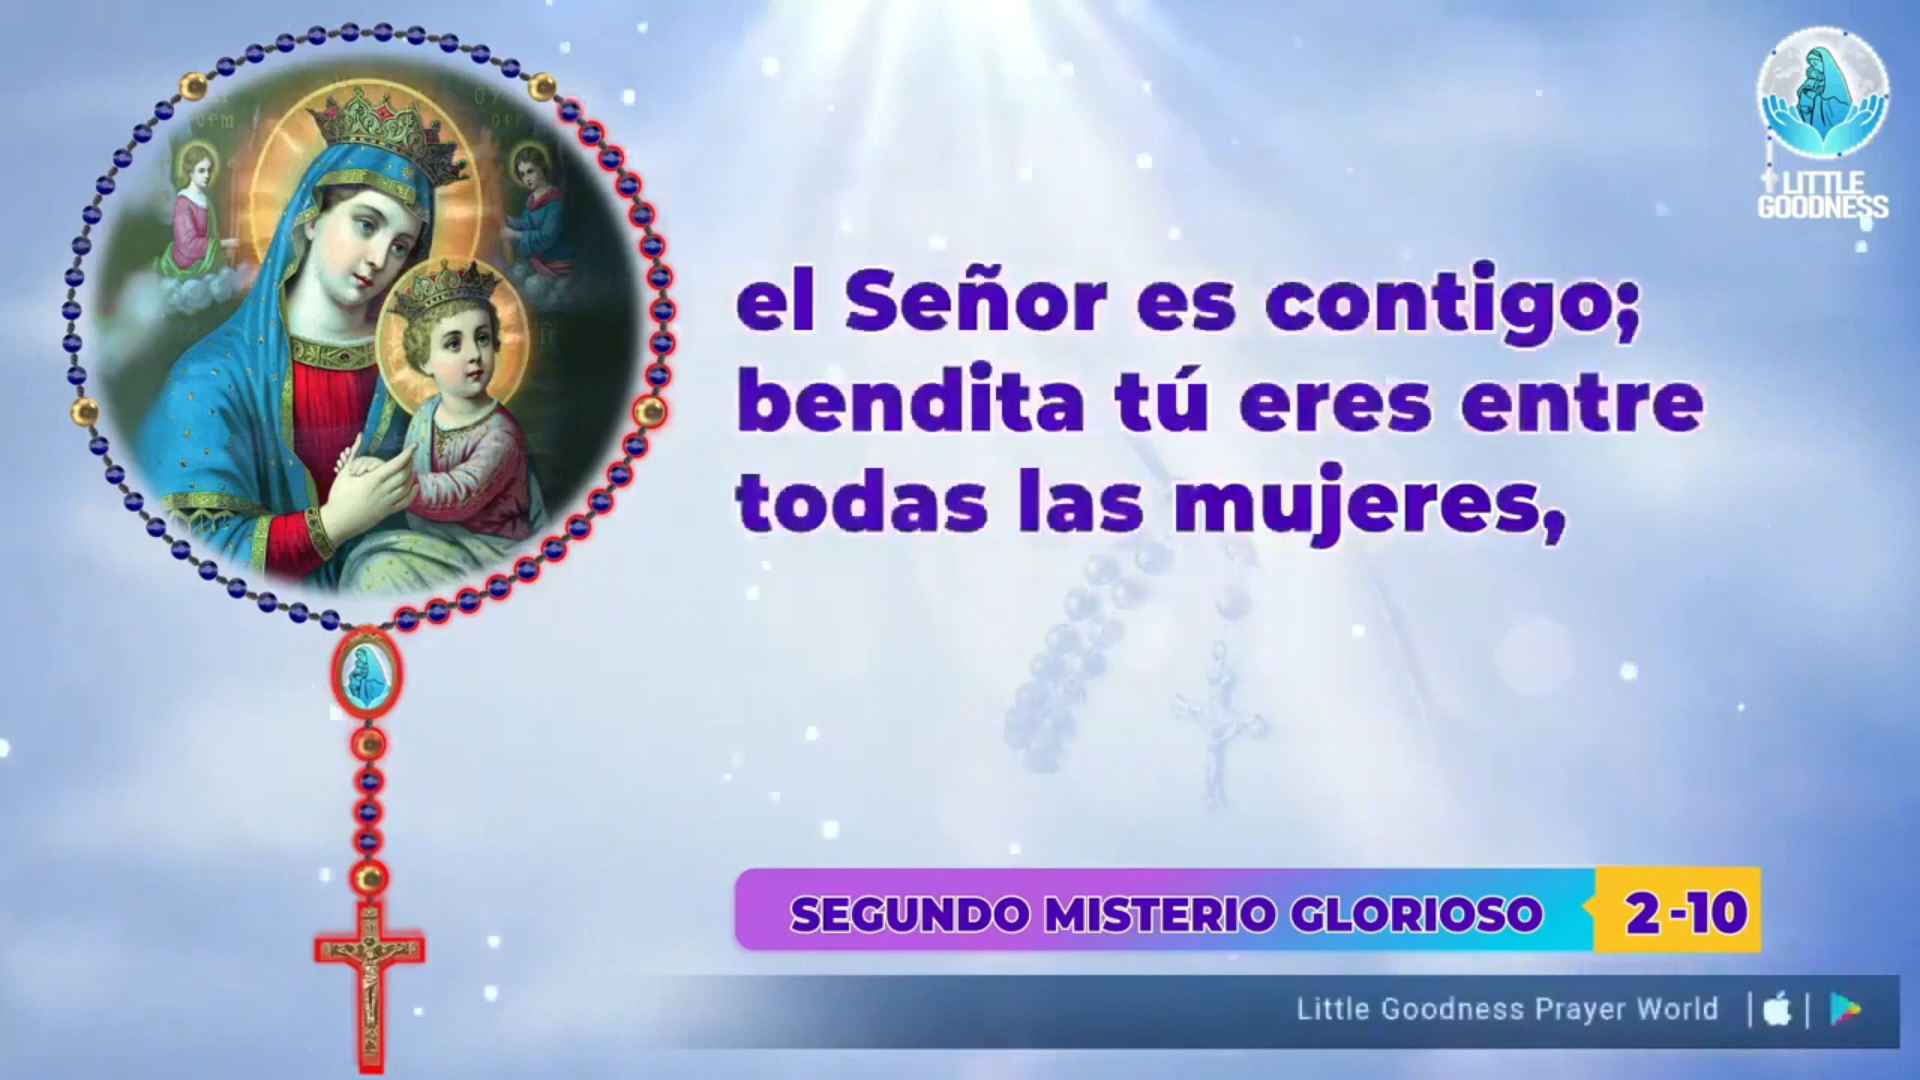 LITTLE
GOODNESS
el Señor es contigo;
bendita tú eres entre
todas las mujeres,
SEGUNDO MISTERIO GLORIOSO
2-10
Little Goodness Prayer World